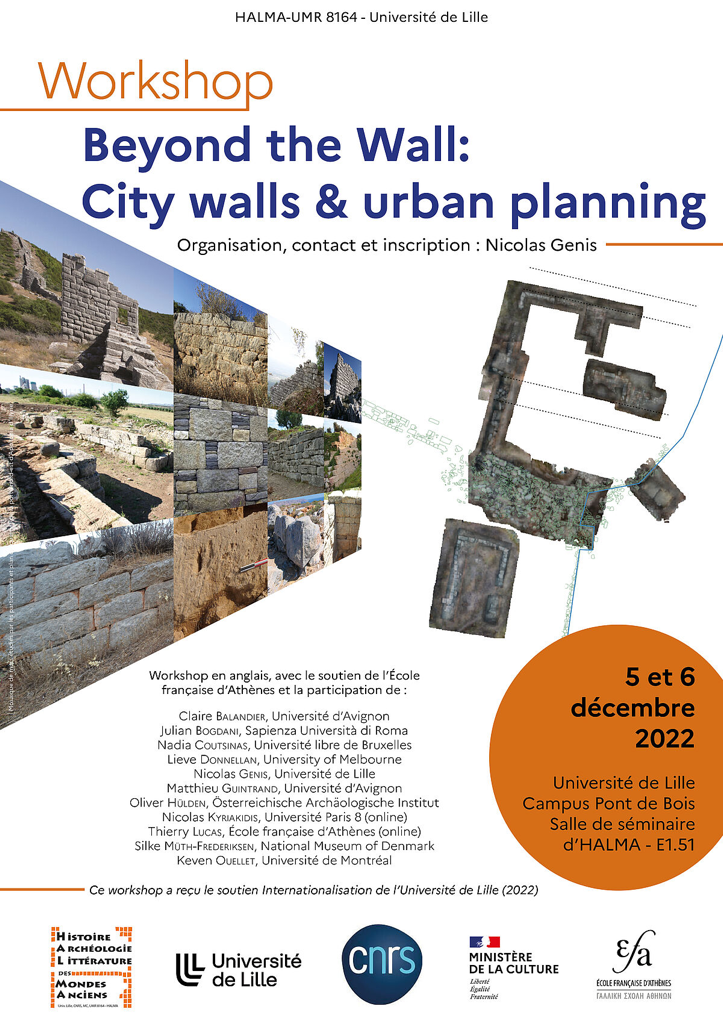 HALMA-UMR 8164 - Université de Lille
Workshop
Beyond the Wall:
City walls & urban planning
Organisation, contact et inscription : Nicolas Genis
Workshop en anglais, avec le soutien de l'École
française d'Athènes et la participation de :
Claire BALANDIER, Université d'Avignon
Julian BOGDANI, Sapienza Università di Roma
Nadia COUTSINAS, Université libre de Bruxelles
Lieve DONNELLAN, University of Melbourne
Nicolas GENIS, Université de Lille
Matthieu GUINTRAND, Université d'Avignon
Oliver HÜLDEN, Österreichische Archäologische Institut
Nicolas KYRIAKIDIS, Université Paris 8 (online)
Thierry LUCAS, École française d'Athènes (online)
Silke MÜTH-FREDERIKSEN, National Museum of Denmark
Keven OUELLET, Université de Montréal
5 et 6
décembre
2022
Université de Lille
Campus Pont de Bois
Salle de séminaire
d'HALMA - E1.51
Ce workshop a reçu le soutien Internationalisation de l'Université de Lille (2022)
HISTOIRE
ARCHÉOLOGIE
LITTÉRATURE
DES
MONDES
ANCIENS
Université
de Lille
cnrs
MINISTÈRE
DE LA CULTURE
Liberté
Égalité
Fraternité
efa
ÉCOLE FRANÇAISE D'ATHÈNES
ΓΑΛΛΙΚΗ ΣΧΟΛΗ ΑΘΗΝΩΝ